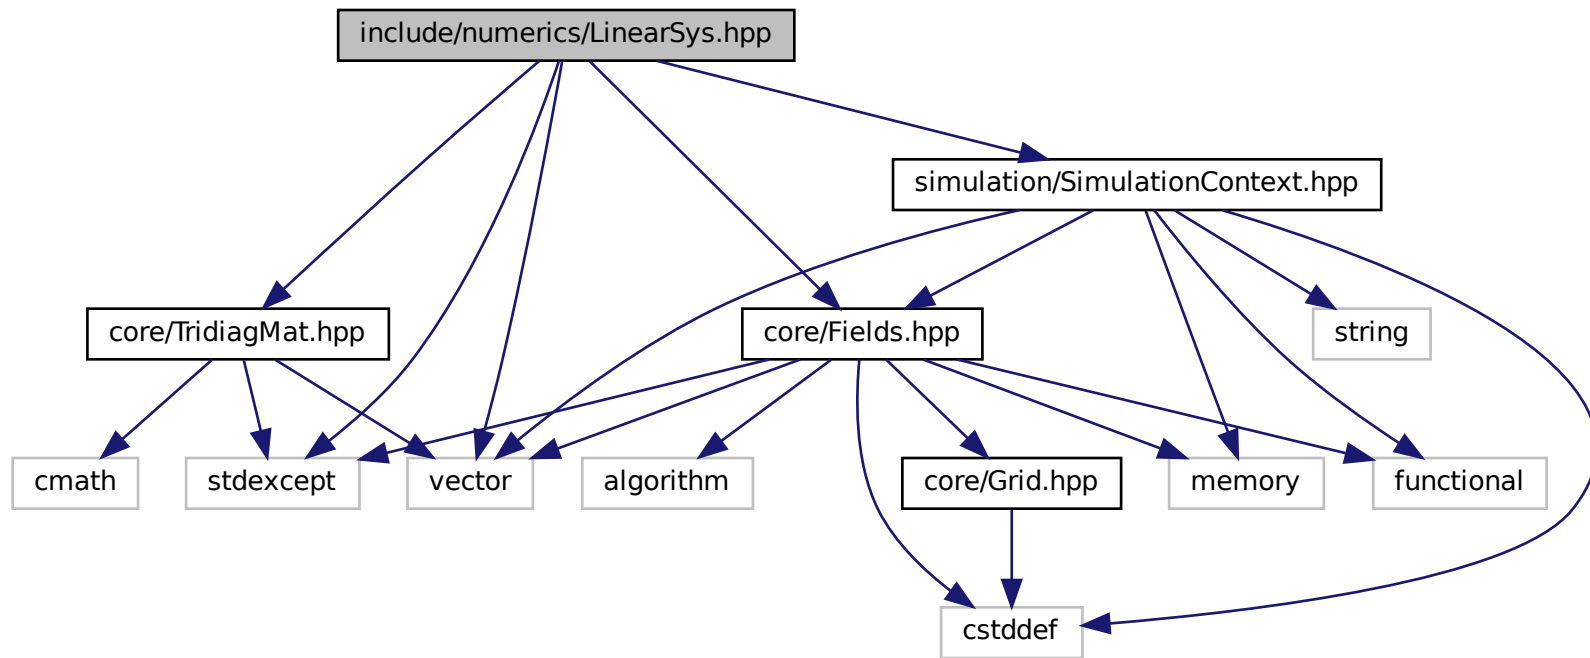 include/numerics/LinearSys.hpp
simulation/SimulationContext.hpp
core/TridiagMat.hpp
core/Fields.hpp
string
cmath
stdexcept
vector
algorithm
core/Grid.hpp
memory
functional
cstddef